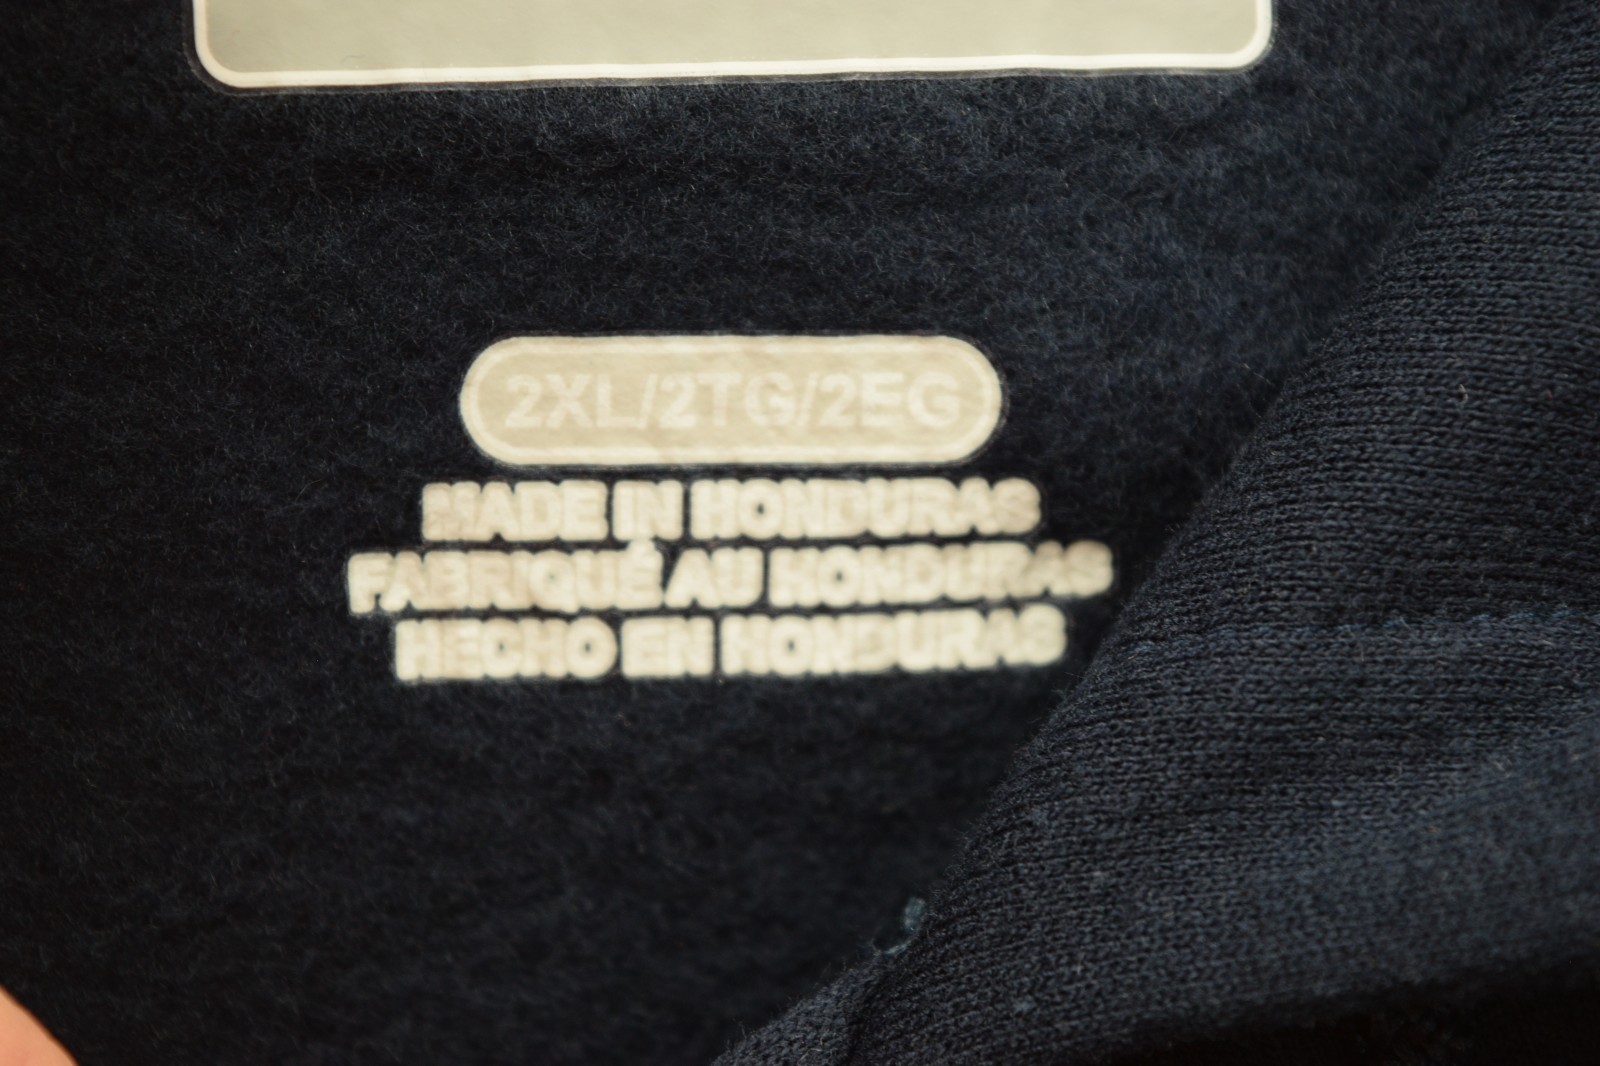 2XL/2TG/2EG
MADE IN HONDURAS
FABRIQUÉ AU HONDURAS
HECHO EN HONDURAS